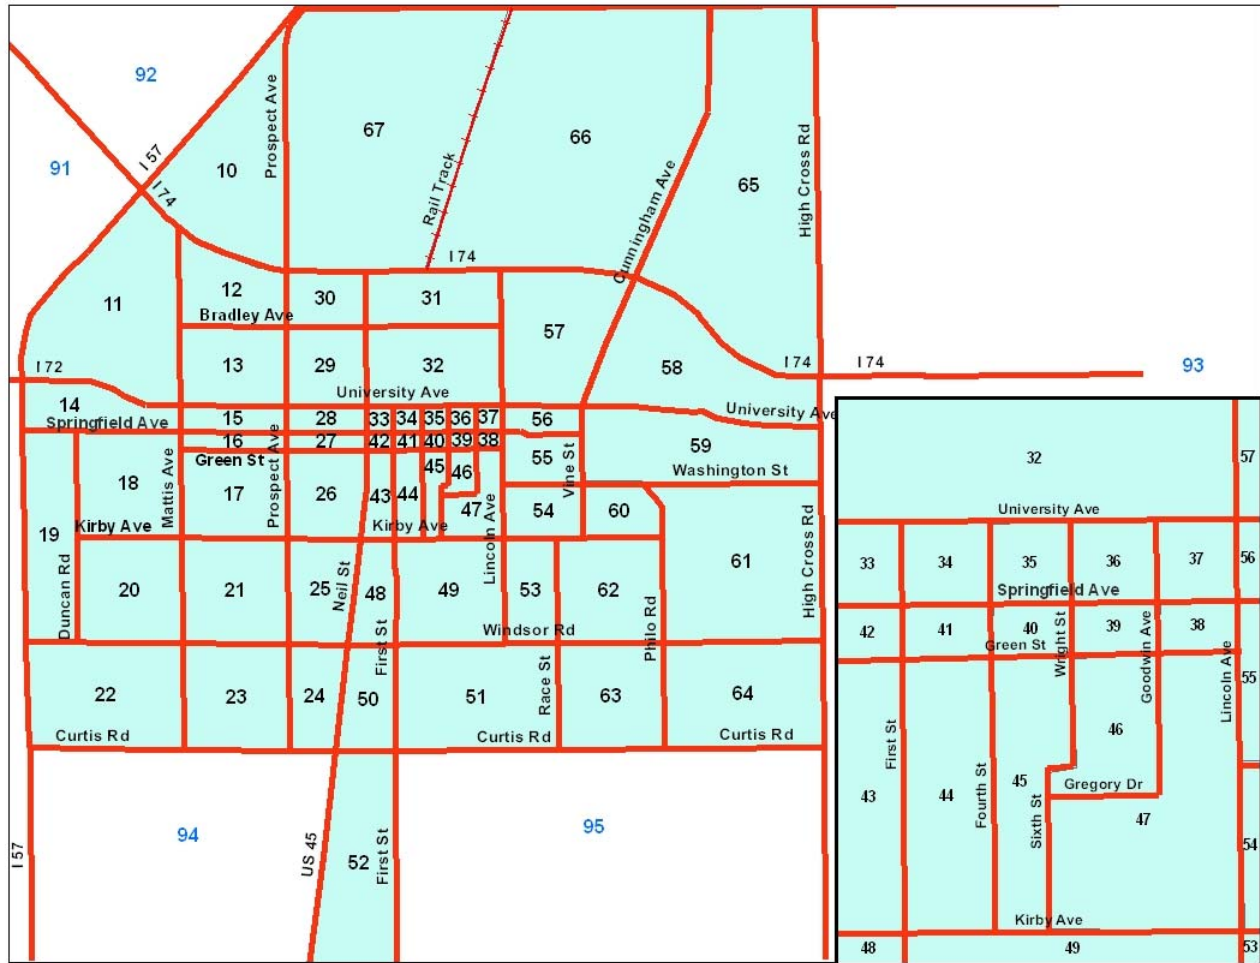 92
67
66
Prospect Ave
I 57
91
10
Rail Track
Cunningham Ave
65
High Cross Rd
I 74
I 74
11
12
30
31
Bradley Ave
57
13
29
32
58
I 72
I 74
I 74
93
University Ave
14
15
28
33
34
35
36
37
56
University Ave
Springfield Ave
16
27
42
41
40
39
38
59
Green St
55
Washington St
45
46
Mattis Ave
Prospect Ave
Vine St
18
17
26
43
44
47
54
60
19
Kirby Ave
Kirby Ave
Lincoln Ave
High Cross Rd
61
Duncan Rd
20
21
25
Neil St
48
49
53
62
Philo Rd
Windsor Rd
First St
22
23
24
50
51
Race St
63
64
Curtis Rd
Curtis Rd
Curtis Rd
94
95
I 57
US 45
52
First St
32
57
University Ave
33
34
35
36
37
56
Springfield Ave
42
41
40
39
38
Green St
Wright St
Goodwin Ave
Lincoln Ave
55
46
First St
Fourth St
45
Gregory Dr
43
44
Sixth St
47
54
Kirby Ave
48
49
53